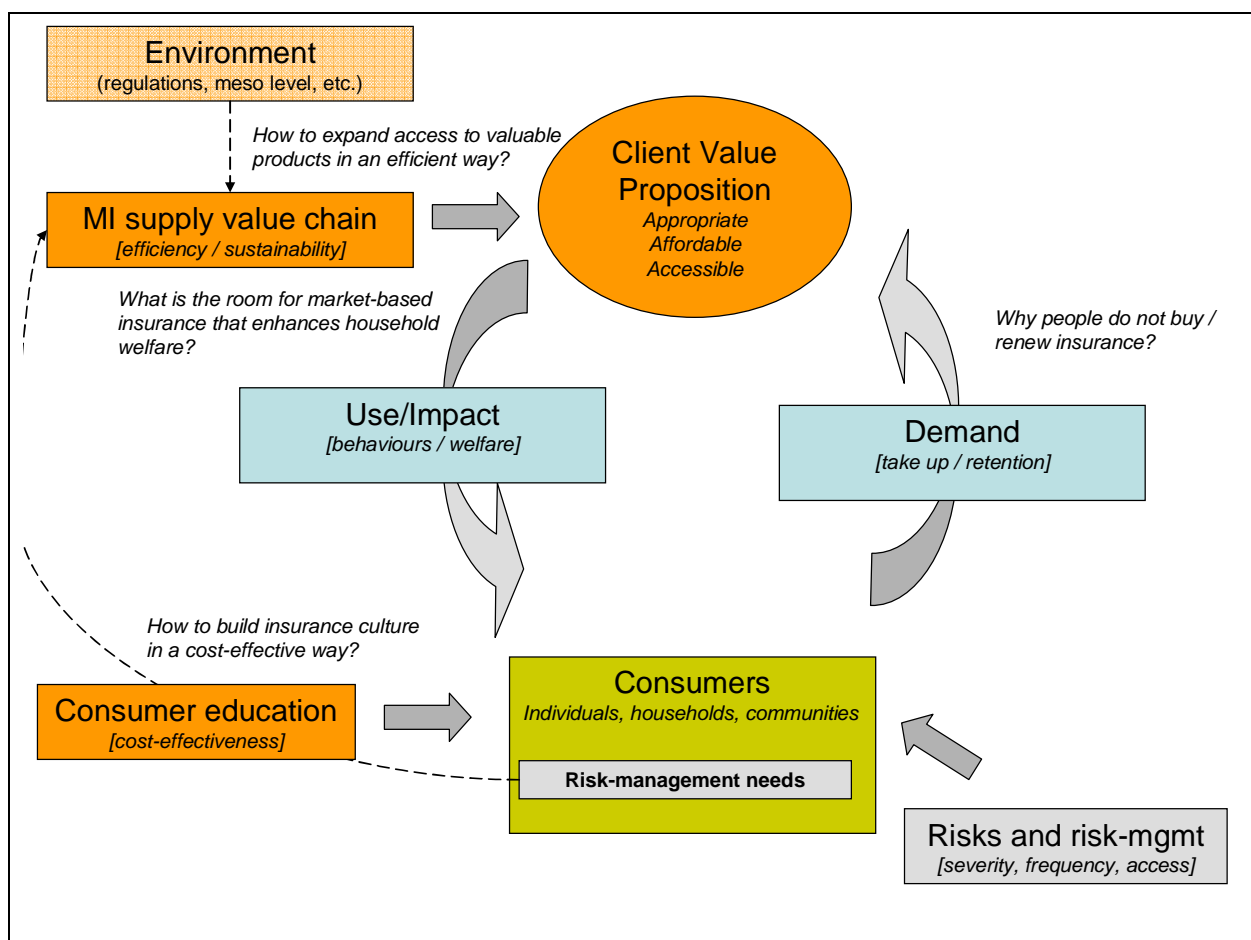 Environment
(regulations, meso level, etc.)
How to expand access to valuable
products in an efficient way?
Client Value
Proposition
Appropriate
Affordable
Accessible
MI supply value chain
[efficiency / sustainability]
What is the room for market-based
insurance that enhances household
welfare?
Why people do not buy /
renew insurance?
Use/Impact
[behaviours / welfare]
Demand
[take up / retention]
How to build insurance culture
in a cost-effective way?
Consumer education
[cost-effectiveness]
Consumers
Individuals, households, communities
Risk-management needs
Risks and risk-mgmt
[severity, frequency, access]